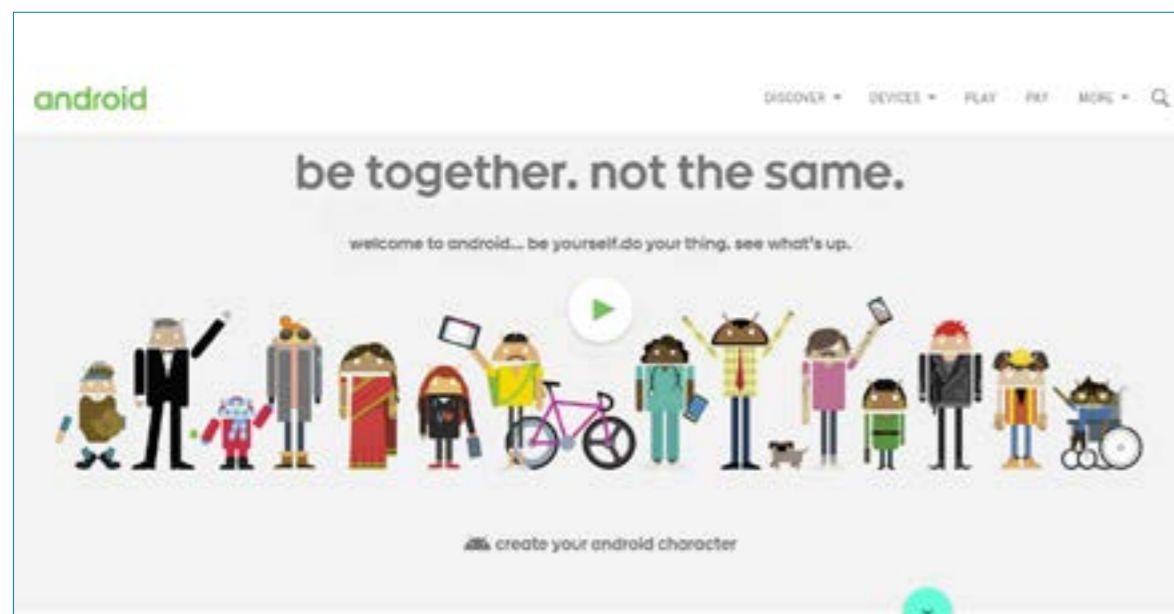 android
DISCOVER DEVICES PLAY PAY MORE
be together. not the same.
welcome to android... be yourself.do your thing. see what's up.
create your android character